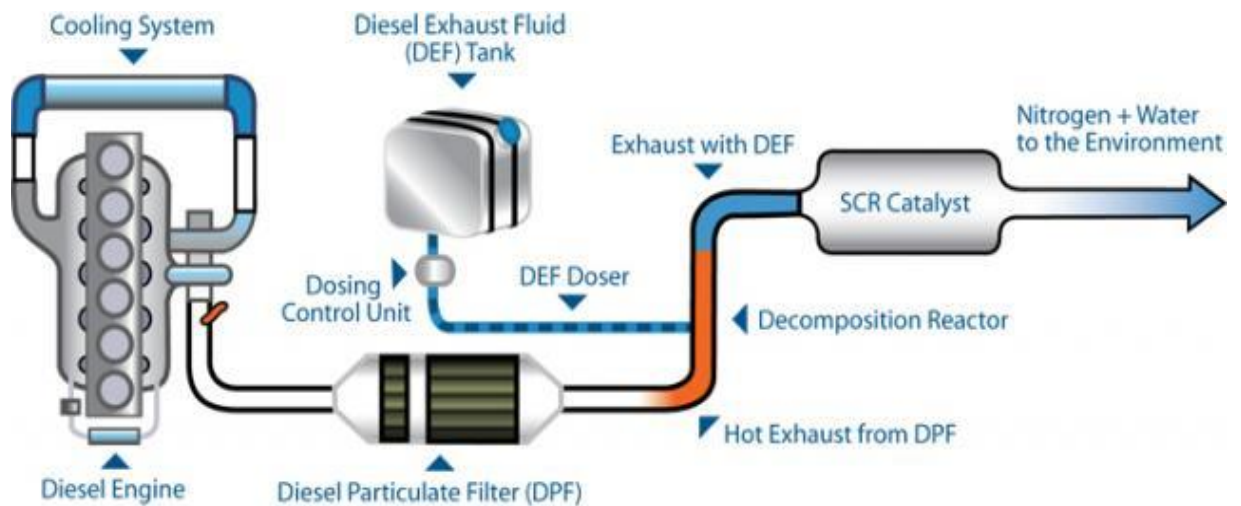 Cooling System
Diesel Exhaust Fluid
(DEF) Tank
Nitrogen + Water
to the Environment
Exhaust with DEF
SCR Catalyst
DEF Doser
Dosing
Control Unit
Decomposition Reactor
Hot Exhaust from DPF
Diesel Engine
Diesel Particulate Filter (DPF)